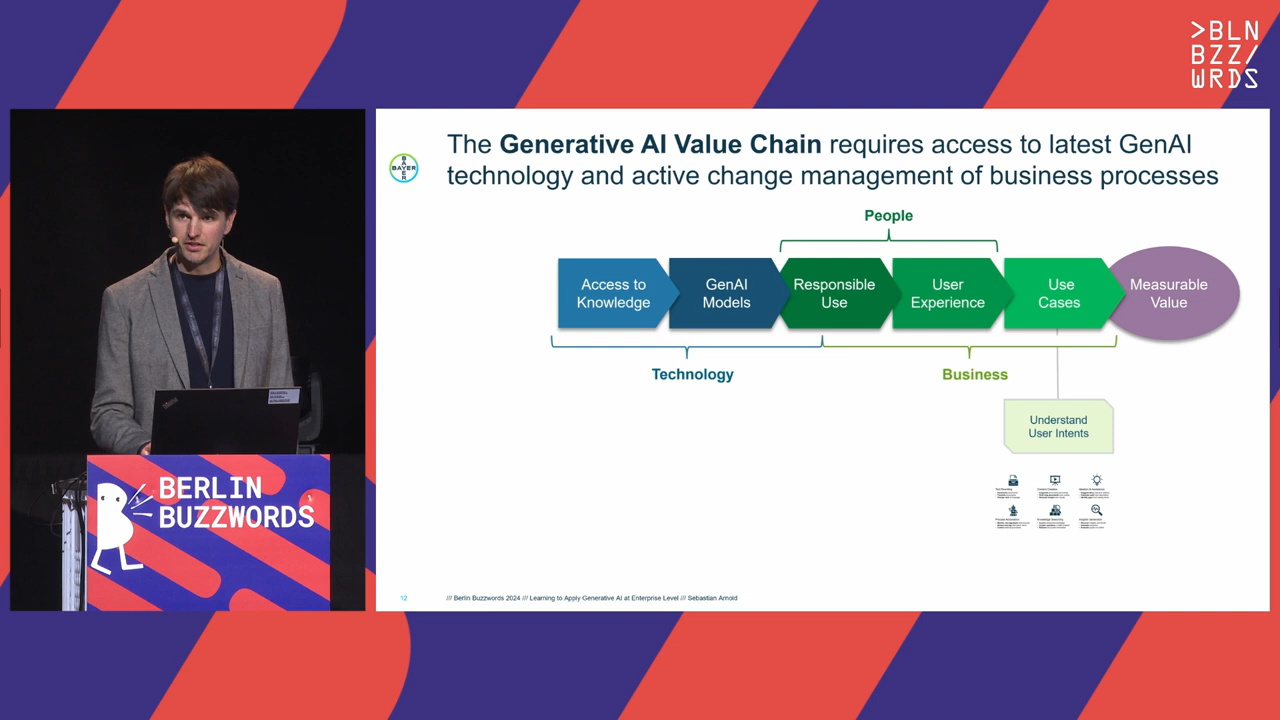 >BLN
BZZ/
WRDS
The Generative AI Value Chain requires access to latest GenAI
technology and active change management of business processes
BAYER
BAYER
People
Access to
Knowledge
GenAI
Models
Responsible
Use
User
Experience
Use
Cases
Measurable
Value
Technology
Business
Understand
User Intents
BERLIN
BUZZWORDS
12
/// Berlin Buzzwords 2024 /// Learning to Apply Generative AI at Enterprise Level /// Sebastian Arnold